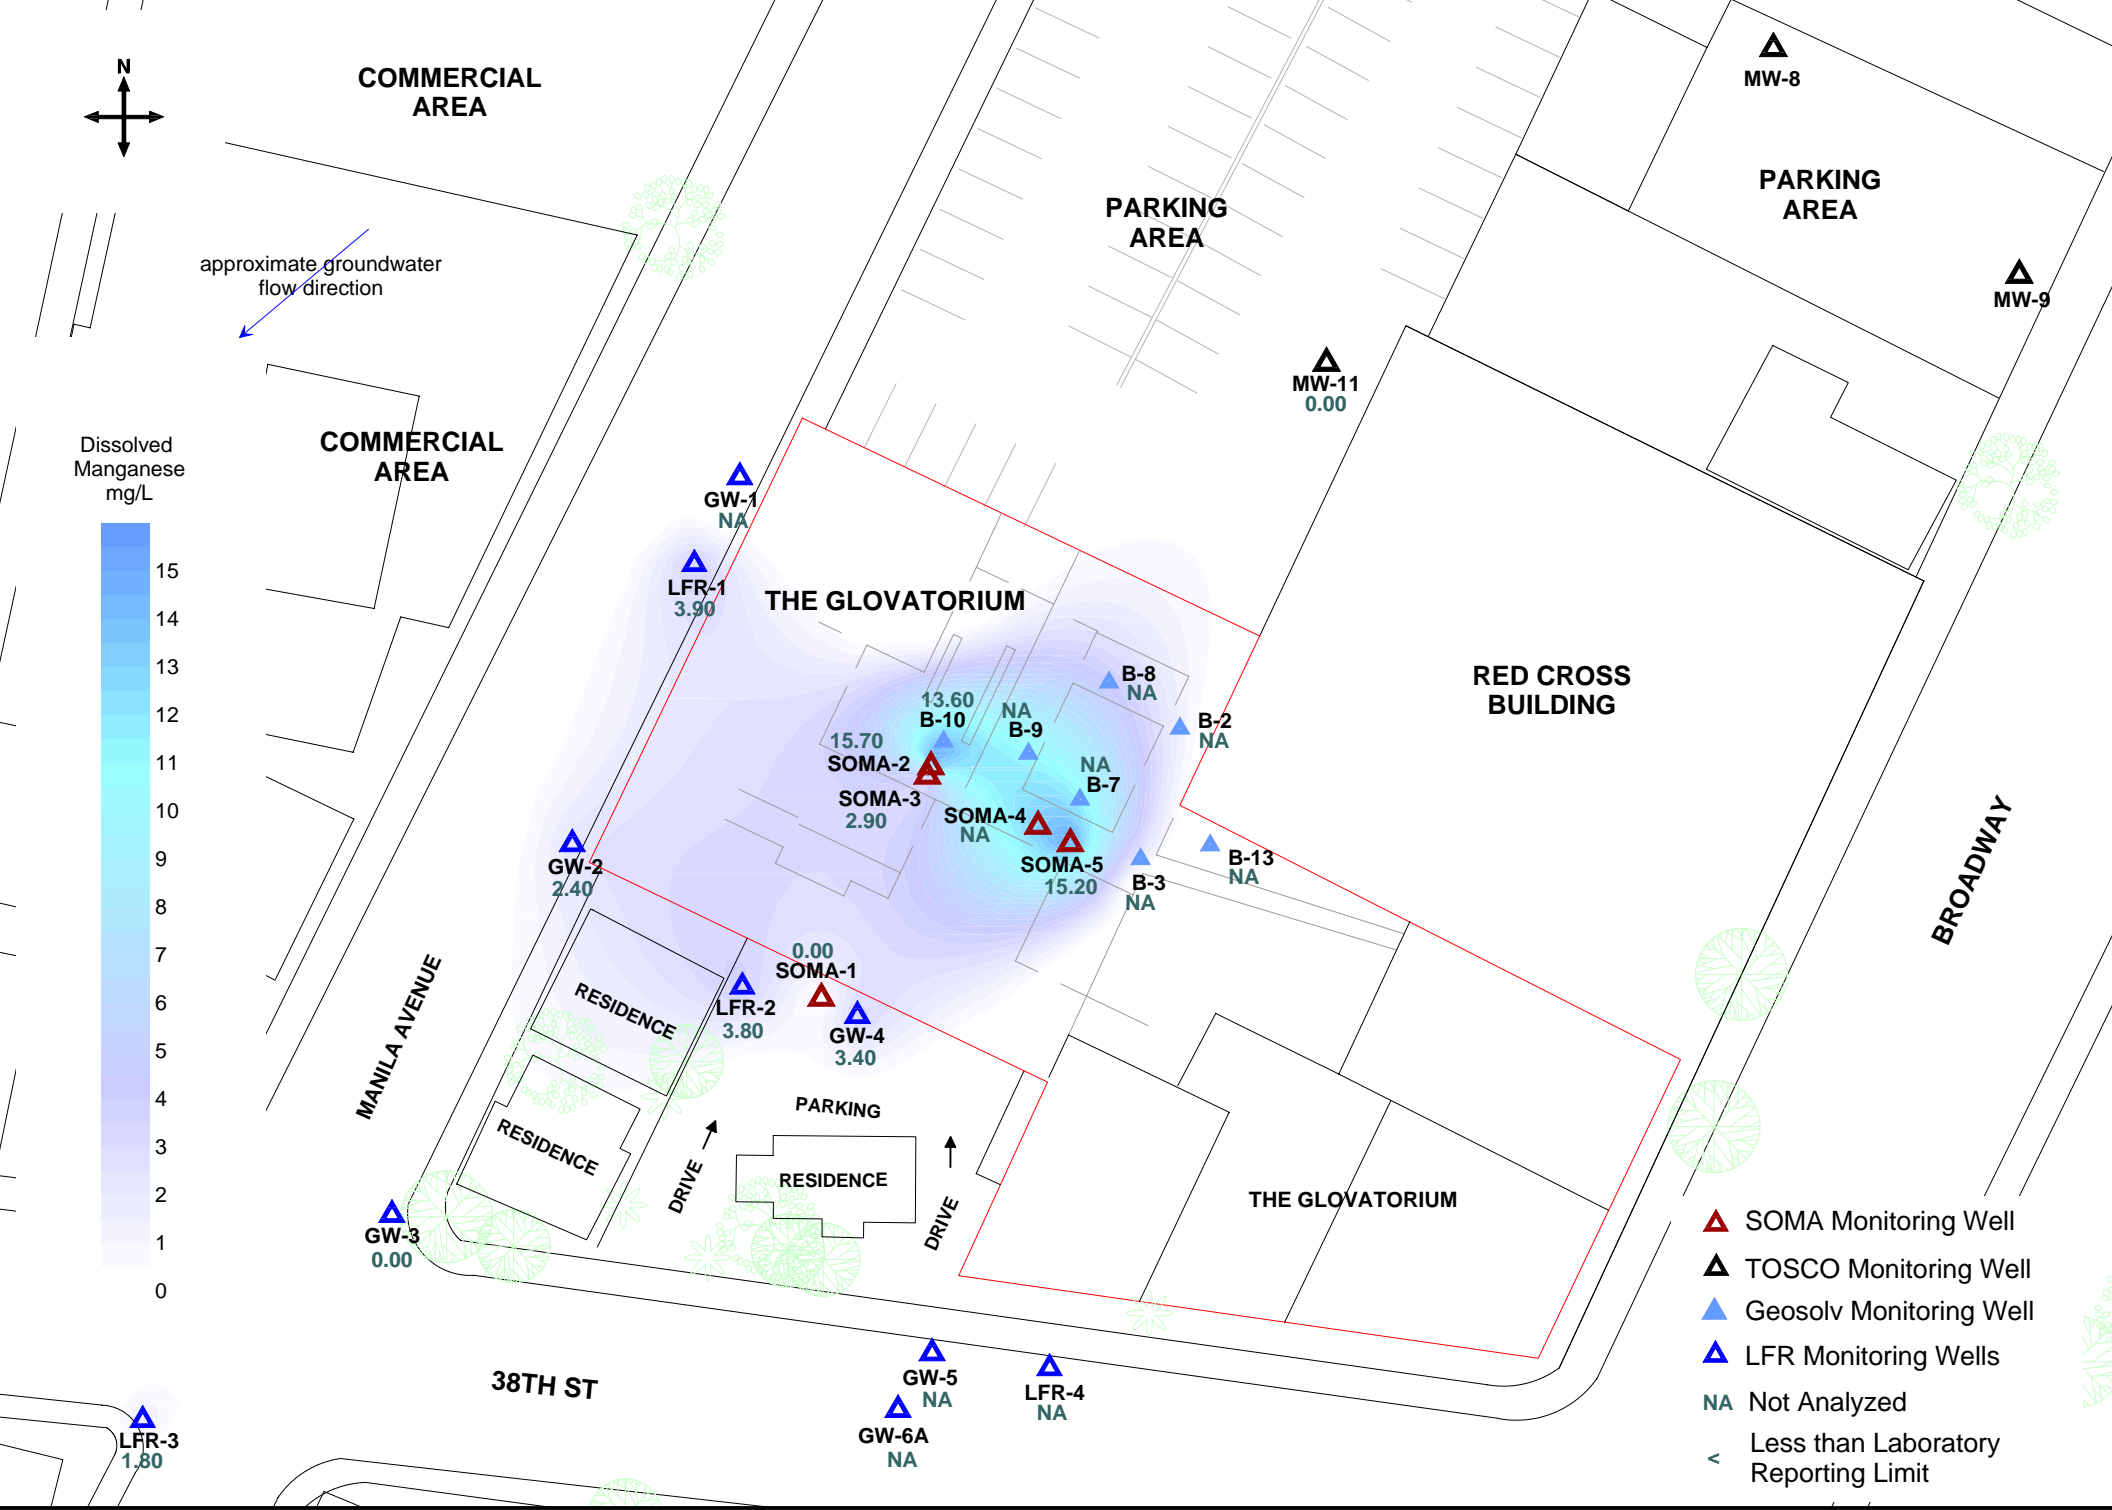 N
COMMERCIAL
AREA
MW-8
PARKING
AREA
PARKING
AREA
approximate groundwater
flow direction
MW-9
MW-11
0.00
COMMERCIAL
AREA
Dissolved
Manganese
mg/L
15
14
13
12
11
10
9
8
7
6
5
4
3
2
1
0
GW-1
NA
LFR-1
3.90
THE GLOVATORIUM
B-8
NA
13.60
B-10
NA
B-9
B-2
NA
15.70
SOMA-2
NA
B-7
SOMA-3
2.90
SOMA-4
NA
SOMA-5
15.20
B-13
NA
B-3
NA
RED CROSS
BUILDING
BROADWAY
GW-2
2.40
0.00
SOMA-1
LFR-2
3.80
GW-4
3.40
RESIDENCE
MANILA AVENUE
PARKING
RESIDENCE
DRIVE
RESIDENCE
DRIVE
THE GLOVATORIUM
GW-3
0.00
38TH ST
GW-5
NA
LFR-4
NA
GW-6A
NA
LFR-3
1.80
SOMA Monitoring Well
TOSCO Monitoring Well
Geosolv Monitoring Well
LFR Monitoring Wells
NA Not Analyzed
< Less than Laboratory
Reporting Limit